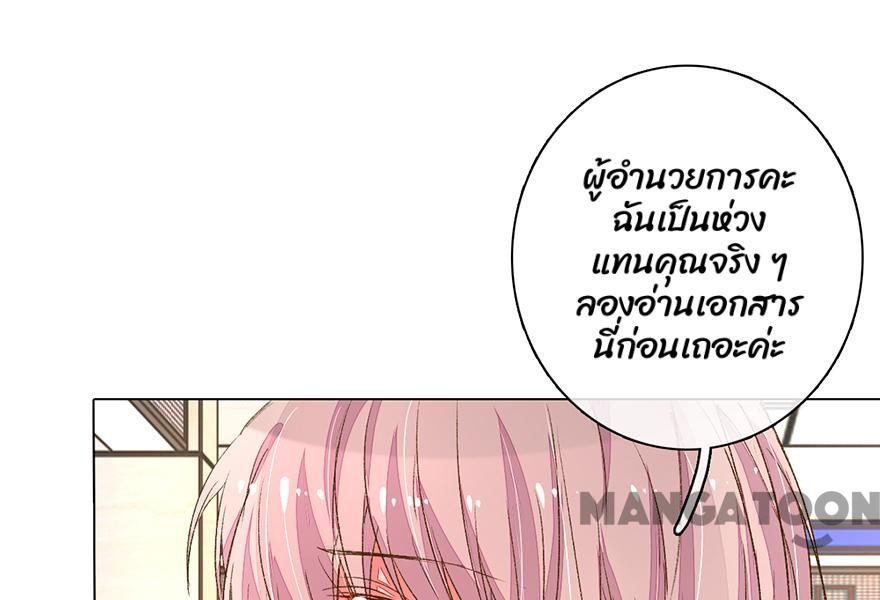 ผู้อำนวยการคะ
ฉันเป็นห่วง
แทนคุณจริง ๆ
ลองอ่านเอกสาร
นี่ก่อนเถอะค่ะ
MANGATOON